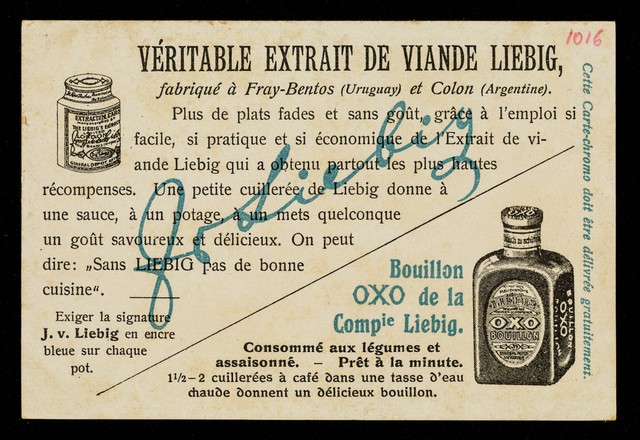 1016
VÉRITABLE EXTRAIT DE VIANDE LIEBIG,
fabriqué à Fray-Bentos (Uruguay) et Colon (Argentine).
Plus de plats fades et sans goût, grâce à l'emploi si
facile, si pratique et si économique de l'Extrait de vi-
ande Liebig qui a obtenu partout les plus hautes
récompenses. Une petite cuillerée de Liebig donne à
une sauce, à un potage, à un mets quelconque
un goût savoureux et délicieux. On peut
dire: „Sans LIEBIG pas de bonne
cuisine“.
Exiger la signature
J. v. Liebig en encre
bleue sur chaque
pot.
JvLiebig
EXTRACTUM CARNIS
Bouillon
OXO de la
Compie Liebig.
Consommé aux légumes et
assaisonné. – Prêt à la minute.
1½–2 cuillerées à café dans une tasse d'eau
chaude donnent un délicieux bouillon.
OXO
BOUILLON
OXO
Cette Carte-chromo doit être délivrée gratuitement.